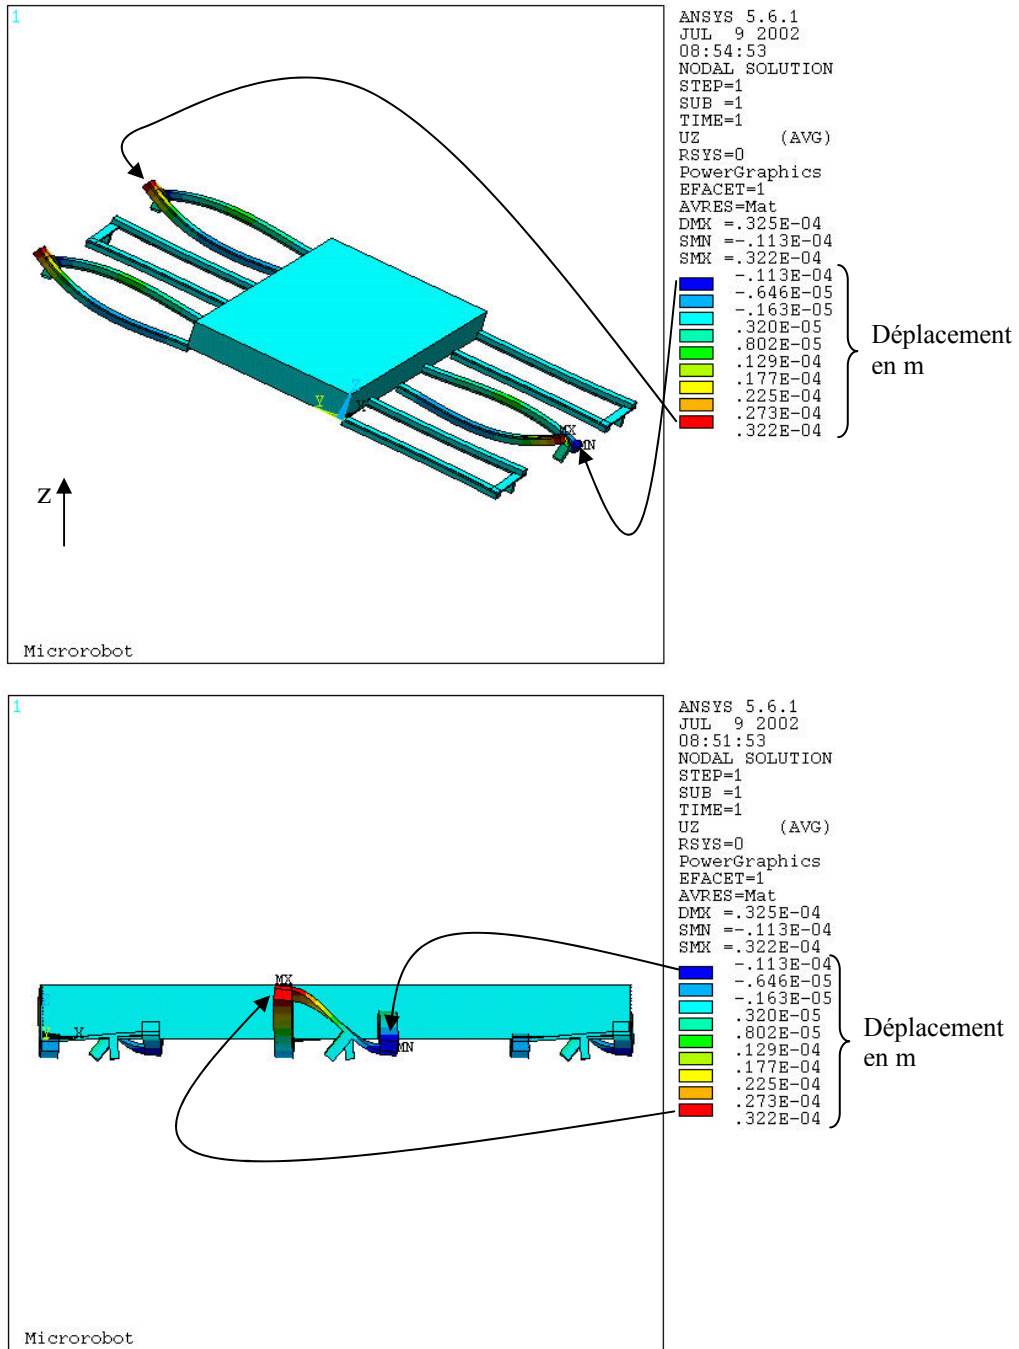 1
ANSYS 5.6.1
JUL 9 2002
08:54:53
NODAL SOLUTION
STEP=1
SUB =1
TIME=1
UZ (AVG)
RSYS=0
PowerGraphics
EFACET=1
AVRES=Mat
DMX =.325E-04
SMN =-.113E-04
SMX =.322E-04
-.113E-04
-.646E-05
-.163E-05
.320E-05
.802E-05
.129E-04
.177E-04
.225E-04
.273E-04
.322E-04
Déplacement
en m
Z
Y
X
MX
MN
Z
Microrobot
1
ANSYS 5.6.1
JUL 9 2002
08:51:53
NODAL SOLUTION
STEP=1
SUB =1
TIME=1
UZ (AVG)
RSYS=0
PowerGraphics
EFACET=1
AVRES=Mat
DMX =.325E-04
SMN =-.113E-04
SMX =.322E-04
-.113E-04
-.646E-05
-.163E-05
.320E-05
.802E-05
.129E-04
.177E-04
.225E-04
.273E-04
.322E-04
Déplacement
en m
MX
Z
Y X
MN
Microrobot